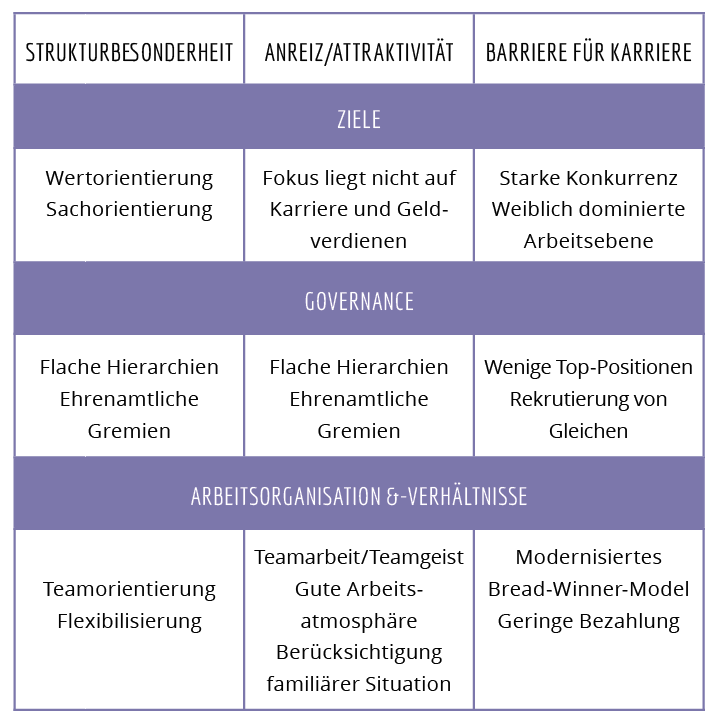 STRUKTURBESONDERHEIT
ANREIZ/ATTRAKTIVITÄT
BARRIERE FÜR KARRIERE
ZIELE
Wertorientierung
Sachorientierung
Fokus liegt nicht auf
Karriere und Geld-
verdienen
Starke Konkurrenz
Weiblich dominierte
Arbeitsebene
GOVERNANCE
Flache Hierarchien
Ehrenamtliche
Gremien
Flache Hierarchien
Ehrenamtliche
Gremien
Wenige Top-Positionen
Rekrutierung von
Gleichen
ARBEITSORGANISATION &-VERHÄLTNISSE
Teamorientierung
Flexibilisierung
Teamarbeit/Teamgeist
Gute Arbeits-
atmosphäre
Berücksichtigung
familiärer Situation
Modernisiertes
Bread-Winner-Model
Geringe Bezahlung